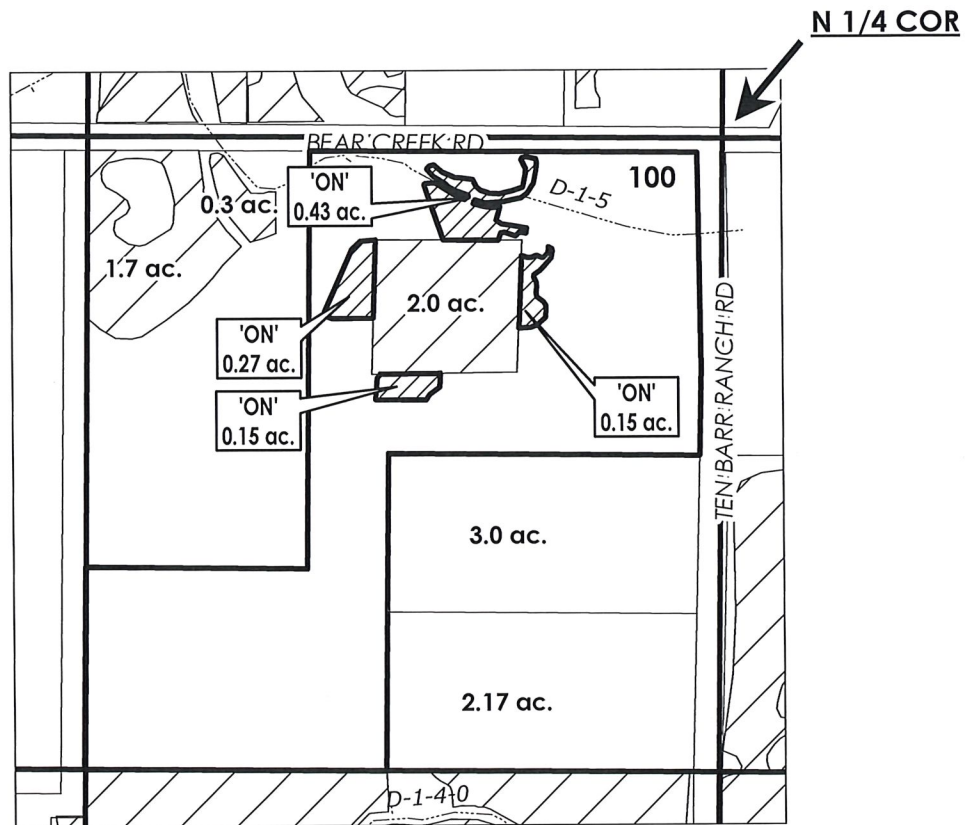 N 1/4 COR
BEAR CREEK RD
'ON'
0.43 ac.
100
D-1-5
0.3 ac.
1.7 ac.
2.0 ac.
'ON'
0.27 ac.
'ON'
0.15 ac.
'ON'
0.15 ac.
TEN BARR RANCH RD
3.0 ac.
2.17 ac.
D-1-4-0